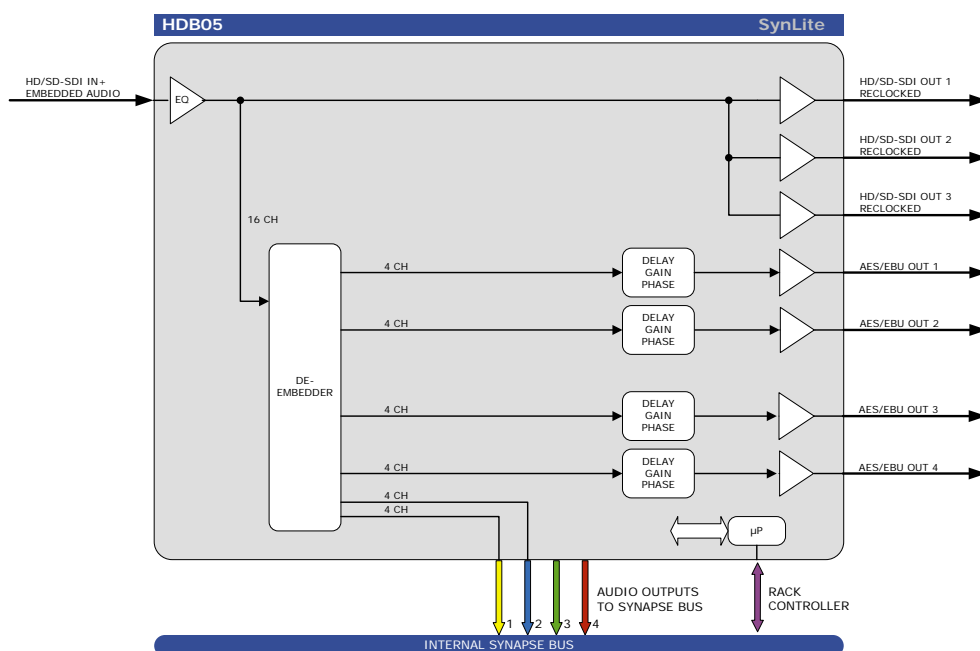 HDB05 SynLite
HD/SD-SDI IN+
EMBEDDED AUDIO
EQ
HD/SD-SDI OUT 1
RECLOCKED
HD/SD-SDI OUT 2
RECLOCKED
HD/SD-SDI OUT 3
RECLOCKED
16 CH
4 CH
DELAY
GAIN
PHASE
AES/EBU OUT 1
4 CH
DELAY
GAIN
PHASE
AES/EBU OUT 2
DE-
EMBEDDER
4 CH
DELAY
GAIN
PHASE
AES/EBU OUT 3
4 CH
DELAY
GAIN
PHASE
AES/EBU OUT 4
4 CH
4 CH
µP
AUDIO OUTPUTS
TO SYNAPSE BUS
RACK
CONTROLLER
1 2 3 4
INTERNAL SYNAPSE BUS